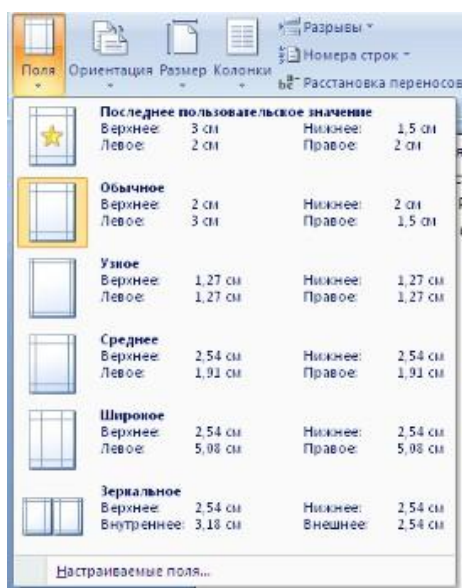 Поля
Ориентация
Размер
Колонки
Разрывы
Номера строк
Расстановка переносов
Последнее пользовательское значение
Верхнее: 3 см Нижнее: 1,5 см
Левое: 2 см Правое: 2 см
Обычное
Верхнее: 2 см Нижнее: 2 см
Левое: 3 см Правое: 1,5 см
Узкое
Верхнее: 1,27 см Нижнее: 1,27 см
Левое: 1,27 см Правое: 1,27 см
Среднее
Верхнее: 2,54 см Нижнее: 2,54 см
Левое: 1,91 см Правое: 1,91 см
Широкое
Верхнее: 2,54 см Нижнее: 2,54 см
Левое: 5,08 см Правое: 5,08 см
Зеркальное
Верхнее: 2,54 см Нижнее: 2,54 см
Внутреннее: 3,18 см Внешнее: 2,54 см
Настраиваемые поля...